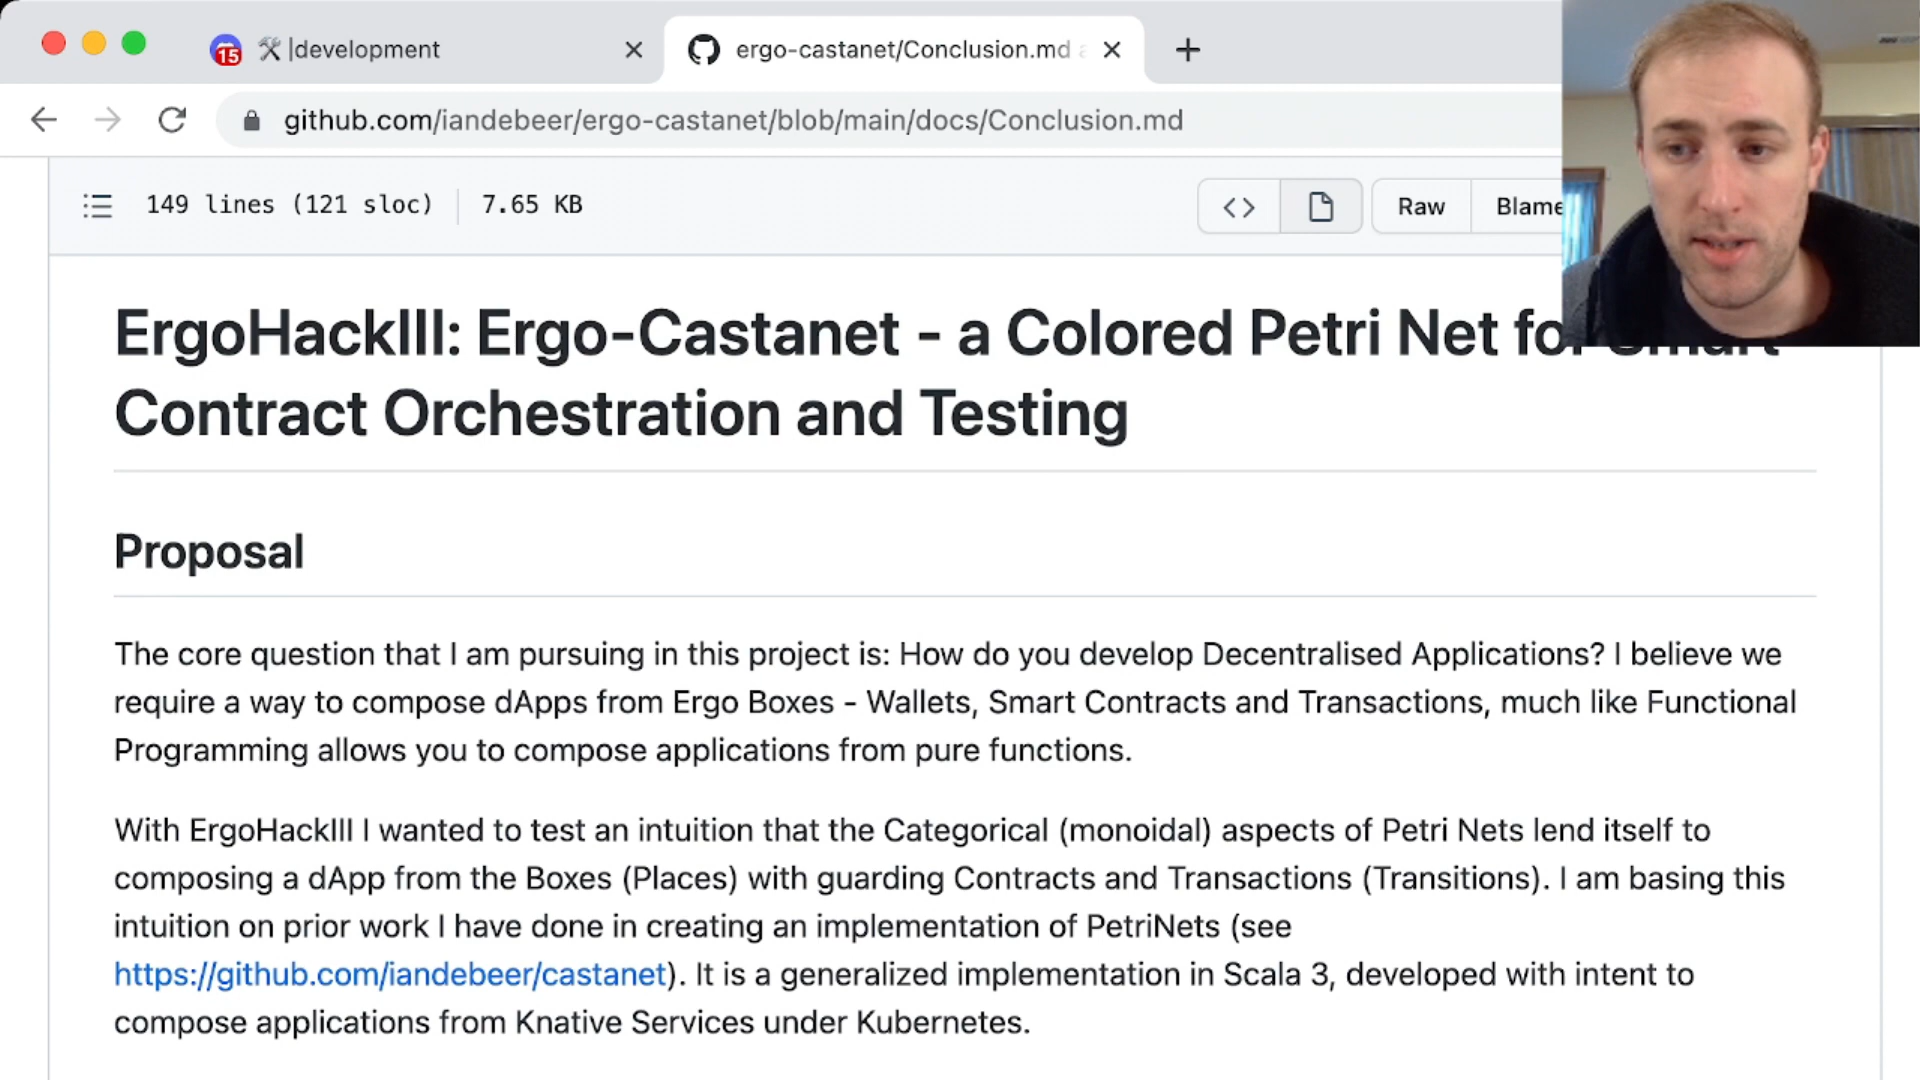 15 🛠|development
ergo-castanet/Conclusion.md
github.com/iandebeer/ergo-castanet/blob/main/docs/Conclusion.md
149 lines (121 sloc) 7.65 KB
<> Raw Blame
ErgoHackIII: Ergo-Castanet - a Colored Petri Net for Smart
Contract Orchestration and Testing
Proposal
The core question that I am pursuing in this project is: How do you develop Decentralised Applications? I believe we
require a way to compose dApps from Ergo Boxes - Wallets, Smart Contracts and Transactions, much like Functional
Programming allows you to compose applications from pure functions.
With ErgoHackIII I wanted to test an intuition that the Categorical (monoidal) aspects of Petri Nets lend itself to
composing a dApp from the Boxes (Places) with guarding Contracts and Transactions (Transitions). I am basing this
intuition on prior work I have done in creating an implementation of PetriNets (see
https://github.com/iandebeer/castanet). It is a generalized implementation in Scala 3, developed with intent to
compose applications from Knative Services under Kubernetes.